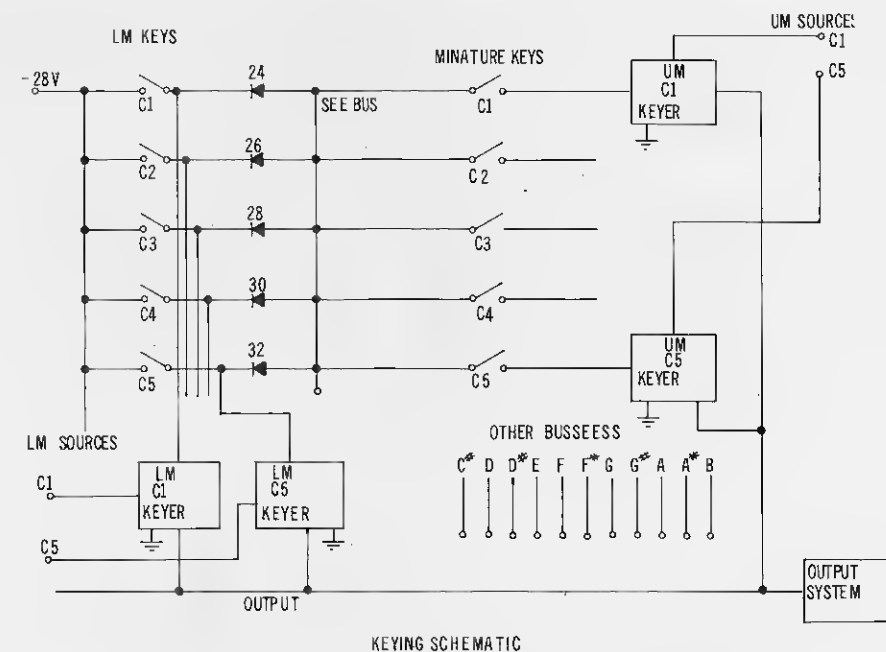 UM SOURCES
LM KEYS
C1
MINATURE KEYS
C5
-28V
24
UM
C1
KEYER
C1
SEE BUS
C1
26
C2
C2
28
C3
C3
30
C4
C4
UM
C5
KEYER
32
C5
C5
LM SOURCES
OTHER BUSSEESS
C# D D# E F F# G G# A A# B
C1
LM
C1
KEYER
LM
C5
KEYER
C5
OUTPUT
SYSTEM
OUTPUT
KEYING SCHEMATIC